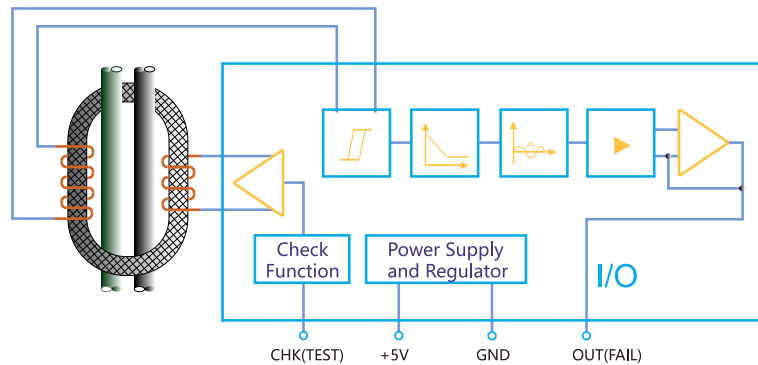 Check
Function
Power Supply
and Regulator
I/O
CHK(TEST)
+5V
GND
OUT(FAIL)